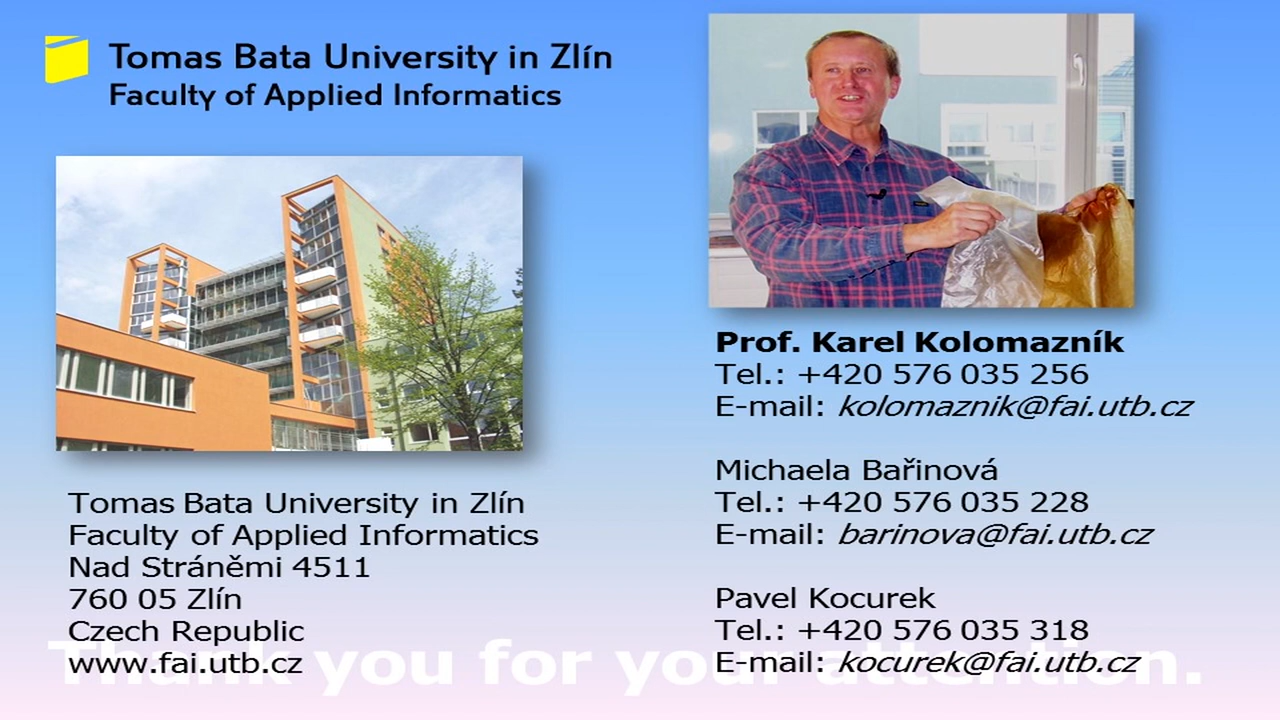 Tomas Bata University in Zlín
Faculty of Applied Informatics
Tomas Bata University in Zlín
Faculty of Applied Informatics
Nad Stráněmi 4511
760 05 Zlín
Czech Republic
www.fai.utb.cz
Prof. Karel Kolomazník
Tel.: +420 576 035 256
E-mail: kolomaznik@fai.utb.cz
Michaela Bařinová
Tel.: +420 576 035 228
E-mail: barinova@fai.utb.cz
Pavel Kocurek
Tel.: +420 576 035 318
E-mail: kocurek@fai.utb.cz
Thank you for your attention.